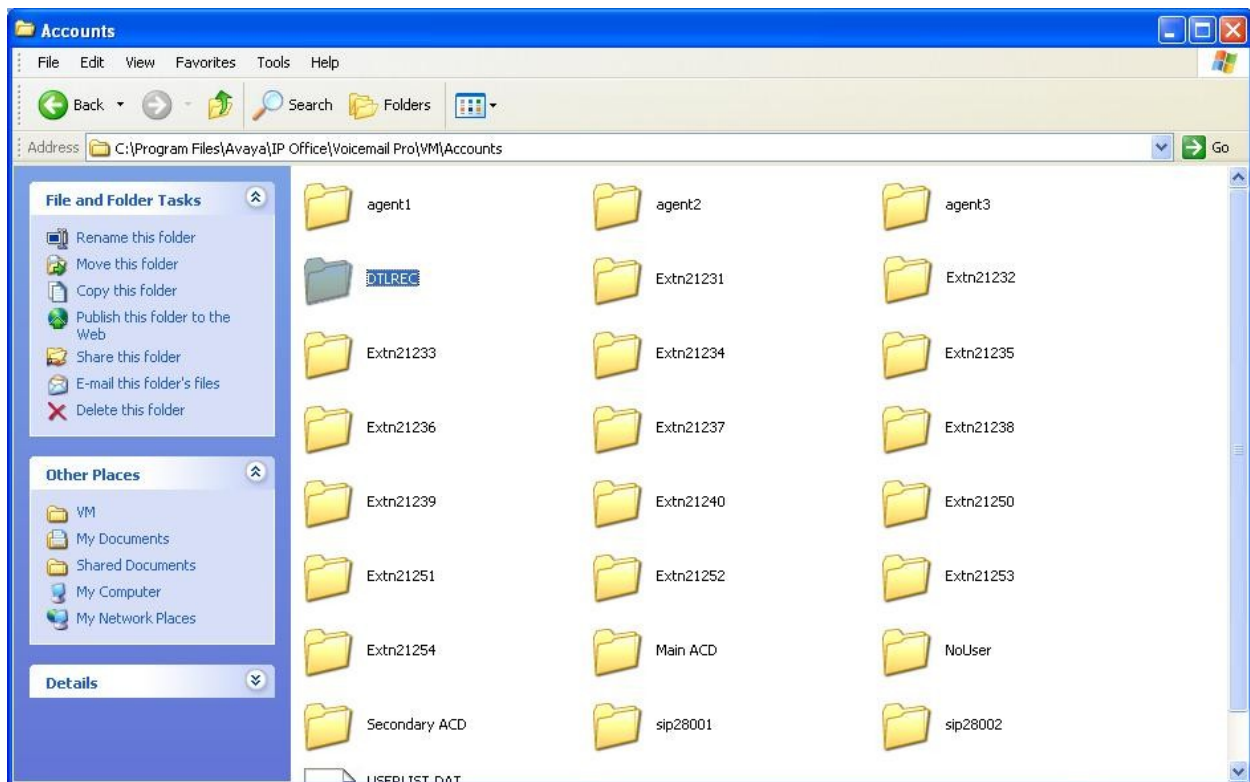 Accounts
File Edit View Favorites Tools Help
Back Search Folders
Address C:\Program Files\Avaya\IP Office\Voicemail Pro\VM\Accounts Go
File and Folder Tasks
Rename this folder
Move this folder
Copy this folder
Publish this folder to the
Web
Share this folder
E-mail this folder's files
Delete this folder
Other Places
VM
My Documents
Shared Documents
My Computer
My Network Places
Details
agent1 agent2 agent3
DTLREC Extn21231 Extn21232
Extn21233 Extn21234 Extn21235
Extn21236 Extn21237 Extn21238
Extn21239 Extn21240 Extn21250
Extn21251 Extn21252 Extn21253
Extn21254 Main ACD NoUser
Secondary ACD sip28001 sip28002
USERLIST.DAT